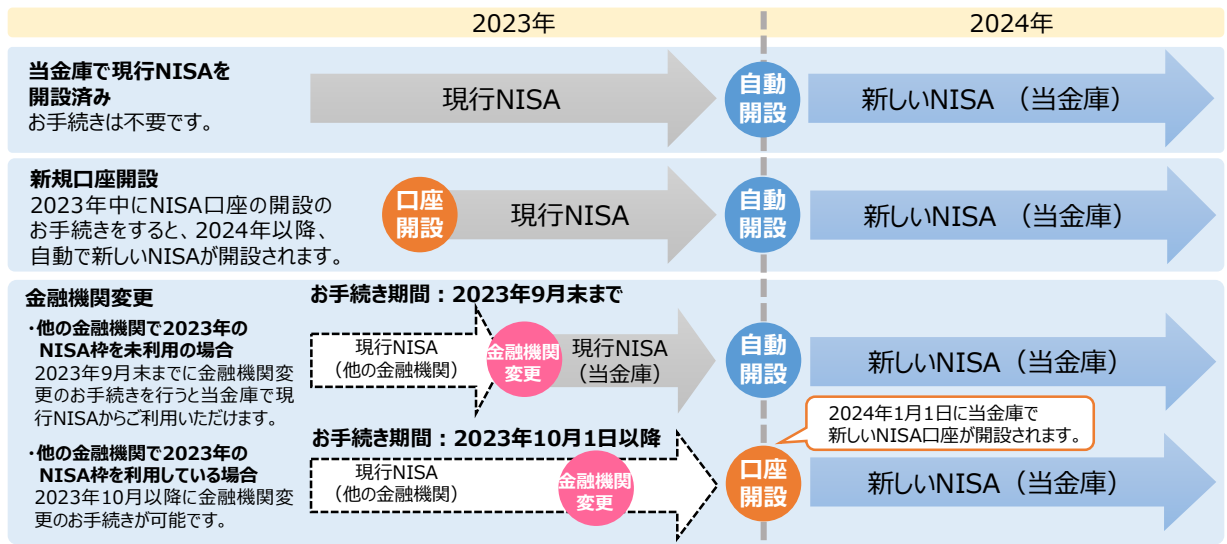 2023年
2024年
当金庫で現行NISAを
開設済み
お手続きは不要です。
現行NISA
自動
開設
新しいNISA （当金庫）
新規口座開設
2023年中にNISA口座の開設の
お手続きをすると、2024年以降、
自動で新しいNISAが開設されます。
口座
開設
現行NISA
自動
開設
新しいNISA （当金庫）
金融機関変更
・他の金融機関で2023年の
NISA枠を未利用の場合
2023年9月末までに金融機関変
更のお手続きを行うと当金庫で現
行NISAからご利用いただけます。
お手続き期間：2023年9月末まで
現行NISA
（他の金融機関）
金融機関
変更
現行NISA
（当金庫）
自動
開設
新しいNISA（当金庫）
2024年1月1日に当金庫で
新しいNISA口座が開設されます。
・他の金融機関で2023年の
NISA枠を利用している場合
2023年10月以降に金融機関変
更のお手続きが可能です。
お手続き期間：2023年10月1日以降
現行NISA
（他の金融機関）
金融機関
変更
口座
開設
新しいNISA（当金庫）